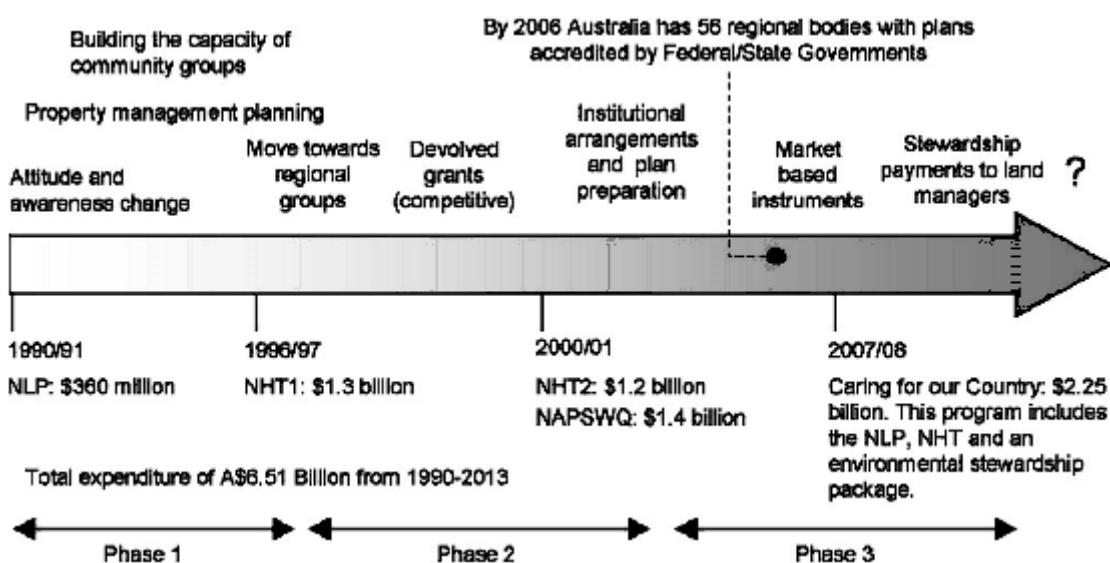 Building the capacity of
community groups
By 2006 Australia has 56 regional bodies with plans
accredited by Federal/State Governments
Property management planning
Attitude and
awareness change
Move towards
regional
groups
Devolved
grants
(competitive)
Institutional
arrangements
and plan
preparation
Market
based
instruments
Stewardship
payments to land
managers
?
1990/91
NLP: $360 million
1996/97
NHT1: $1.3 billion
2000/01
NHT2: $1.2 billion
NAPSWQ: $1.4 billion
2007/08
Caring for our Country: $2.25
billion. This program includes
the NLP, NHT and an
environmental stewardship
package.
Total expenditure of A$6.51 Billion from 1990-2013
Phase 1
Phase 2
Phase 3